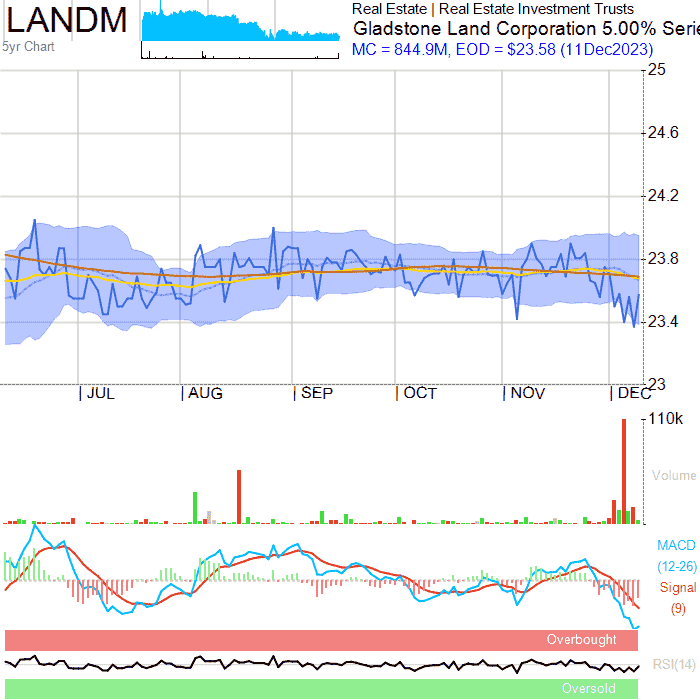 LANDM
5yr Chart
Real Estate | Real Estate Investment Trusts
Gladstone Land Corporation 5.00% Serie
MC = 844.9M, EOD = $23.58 (11Dec2023)
25
24.6
24.2
23.8
23.4
23
JUL AUG SEP OCT NOV DEC
110k
Volume
MACD
(12-26)
Signal
(9)
Overbought
RSI(14)
Oversold